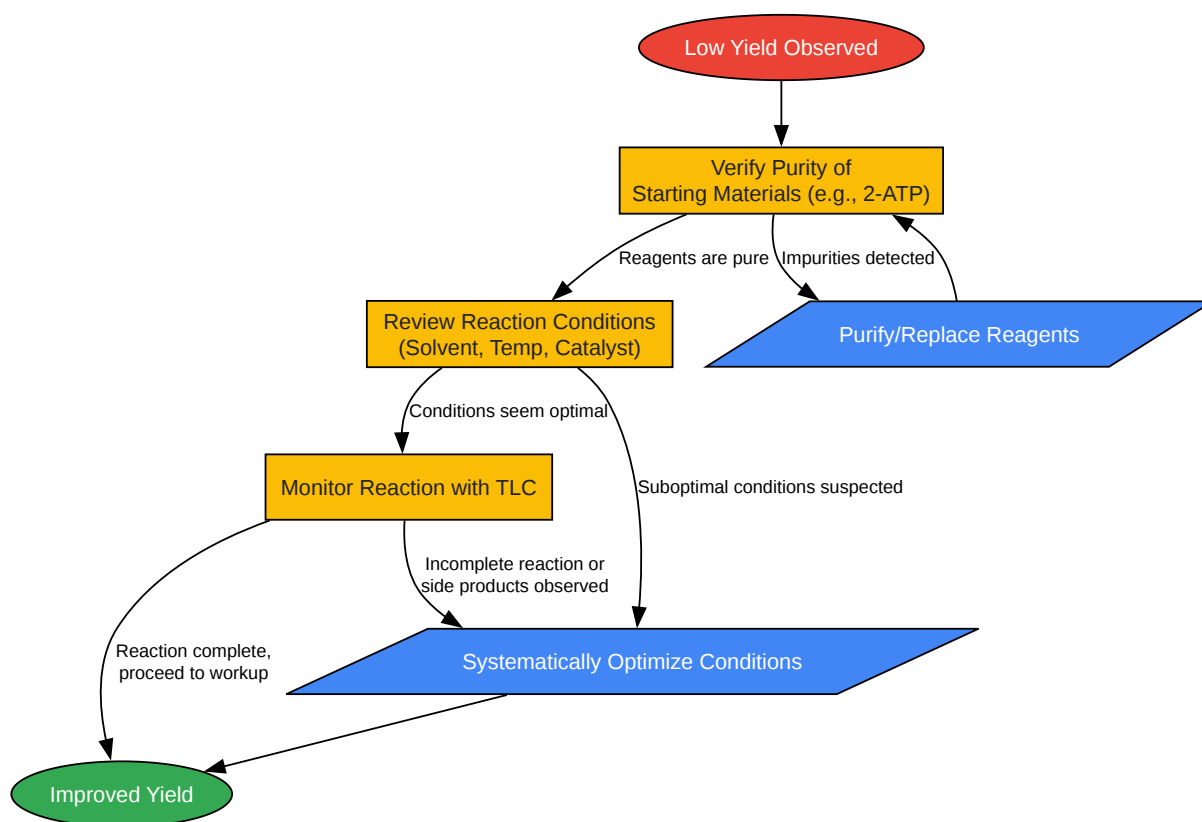 Low Yield Observed
Verify Purity of
Starting Materials (e.g., 2-ATP)
Reagents are pure
Impurities detected
Review Reaction Conditions
(Solvent, Temp, Catalyst)
Purify/Replace Reagents
Conditions seem optimal
Monitor Reaction with TLC
Suboptimal conditions suspected
Incomplete reaction or
side products observed
Reaction complete,
proceed to workup
Systematically Optimize Conditions
Improved Yield